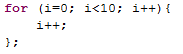 for (i=0; i<10; i++){
    i++;
};